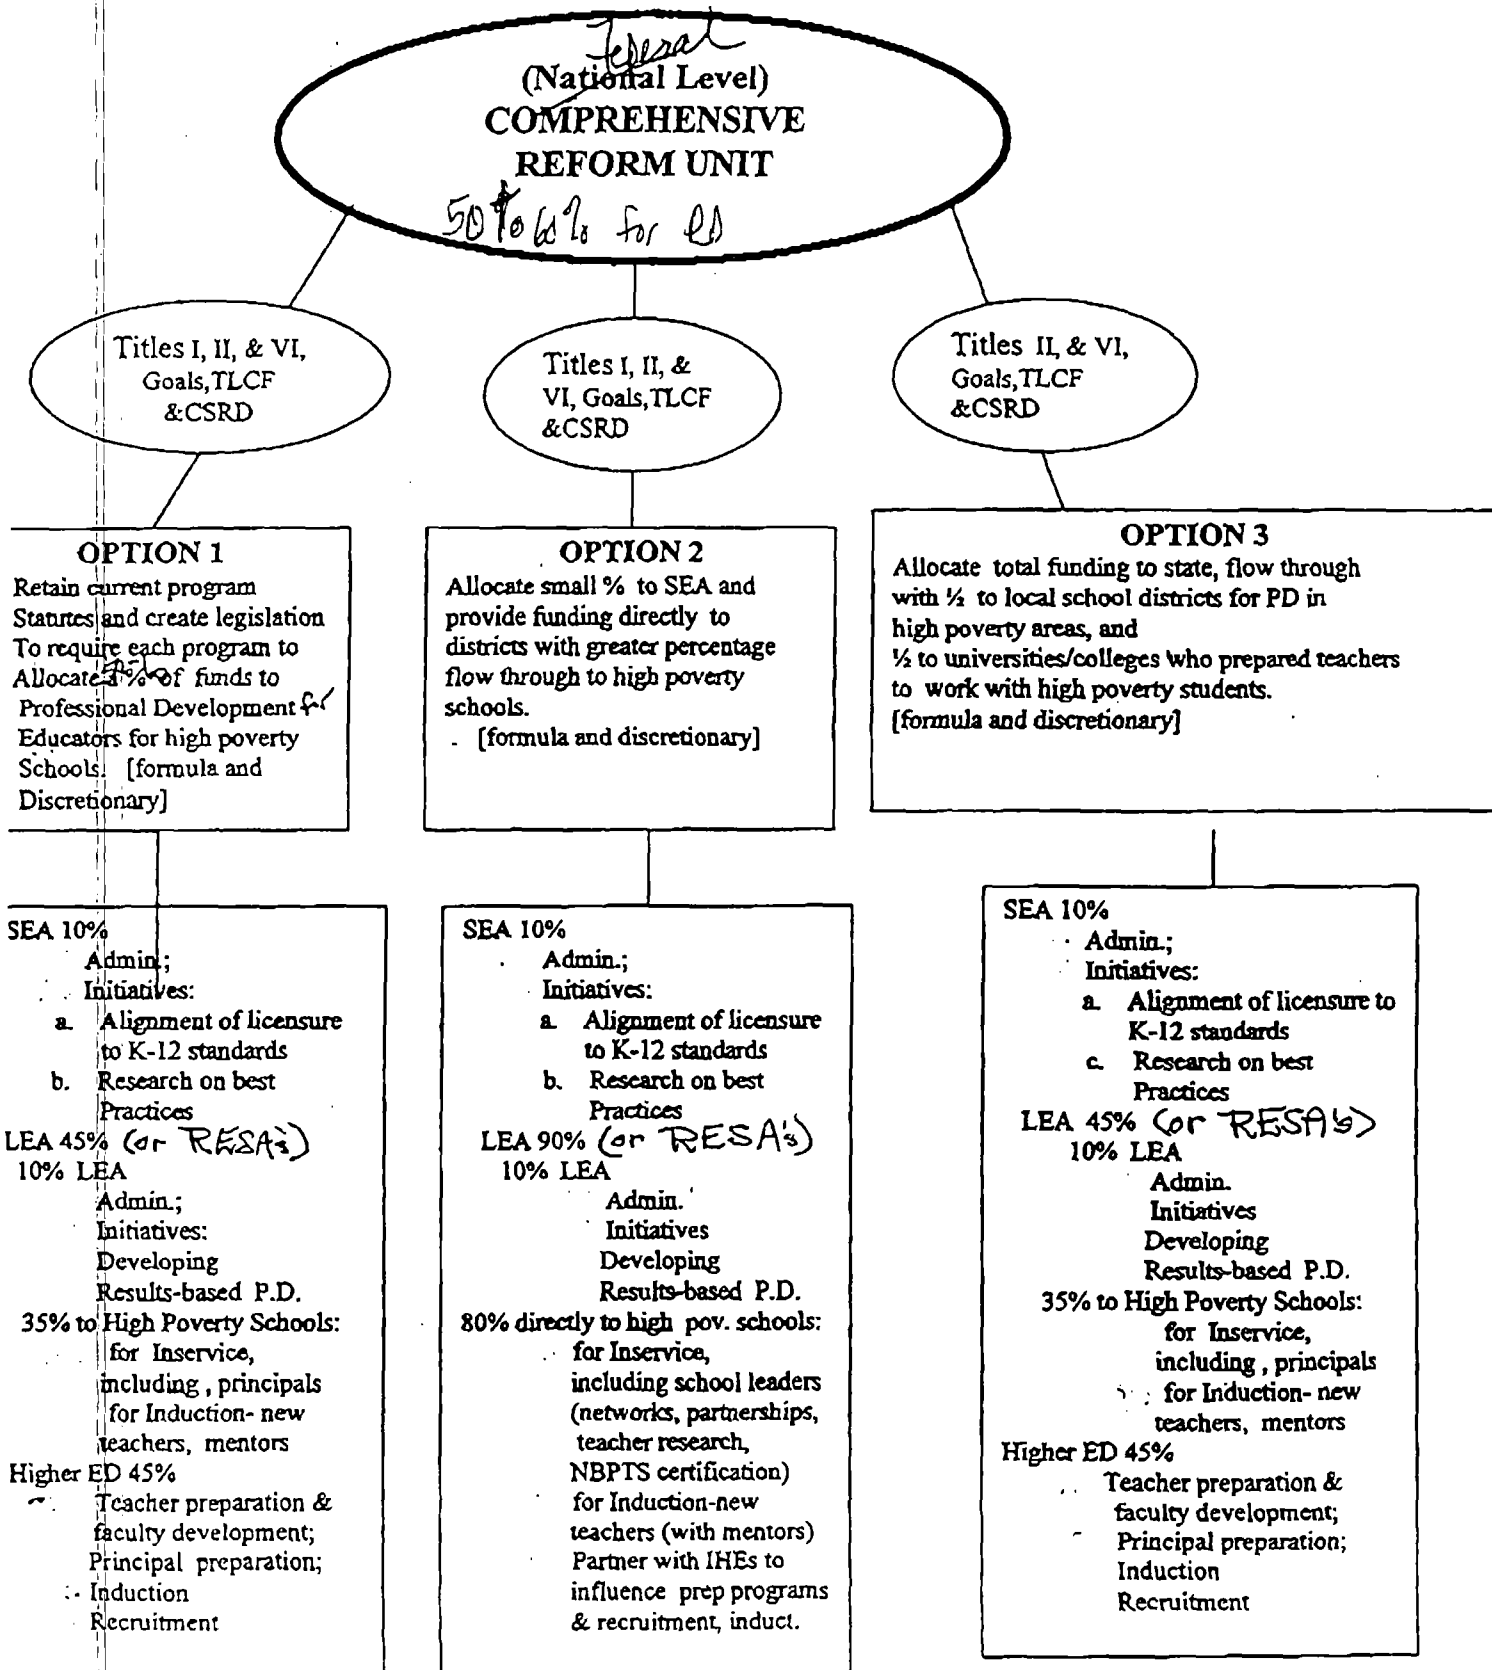 Federal
(National Level)
COMPREHENSIVE
REFORM UNIT
50 to 60% for PD
Titles I, II, & VI,
Goals,TLCF
&CSRD
Titles I, II, &
VI, Goals,TLCF
&CSRD
Titles II, & VI,
Goals,TLCF
&CSRD
OPTION 1
Retain current program
Statutes and create legislation
To require each program to
Allocate % of funds to
Professional Development for
Educators for high poverty
Schools. [formula and
Discretionary]
OPTION 2
Allocate small % to SEA and
provide funding directly to
districts with greater percentage
flow through to high poverty
schools.
[formula and discretionary]
OPTION 3
Allocate total funding to state, flow through
with ½ to local school districts for PD in
high poverty areas, and
½ to universities/colleges who prepared teachers
to work with high poverty students.
[formula and discretionary]
SEA 10%
Admin.;
Initiatives:
a. Alignment of licensure
to K-12 standards
b. Research on best
Practices
LEA 45% (or RESA's)
10% LEA
Admin.;
Initiatives:
Developing
Results-based P.D.
35% to High Poverty Schools:
for Inservice,
including , principals
for Induction- new
teachers, mentors
Higher ED 45%
Teacher preparation &
faculty development;
Principal preparation;
Induction
Recruitment
SEA 10%
Admin.;
Initiatives:
a. Alignment of licensure
to K-12 standards
b. Research on best
Practices
LEA 90% (or RESA's)
10% LEA
Admin.
Initiatives
Developing
Results-based P.D.
80% directly to high pov. schools:
for Inservice,
including school leaders
(networks, partnerships,
teacher research,
NBPTS certification)
for Induction-new
teachers (with mentors)
Partner with IHEs to
influence prep programs
& recruitment, induct.
SEA 10%
Admin.;
Initiatives:
a. Alignment of licensure to
K-12 standards
c. Research on best
Practices
LEA 45% (or RESA's)
10% LEA
Admin.
Initiatives
Developing
Results-based P.D.
35% to High Poverty Schools:
for Inservice,
including , principals
for Induction- new
teachers, mentors
Higher ED 45%
Teacher preparation &
faculty development;
Principal preparation;
Induction
Recruitment